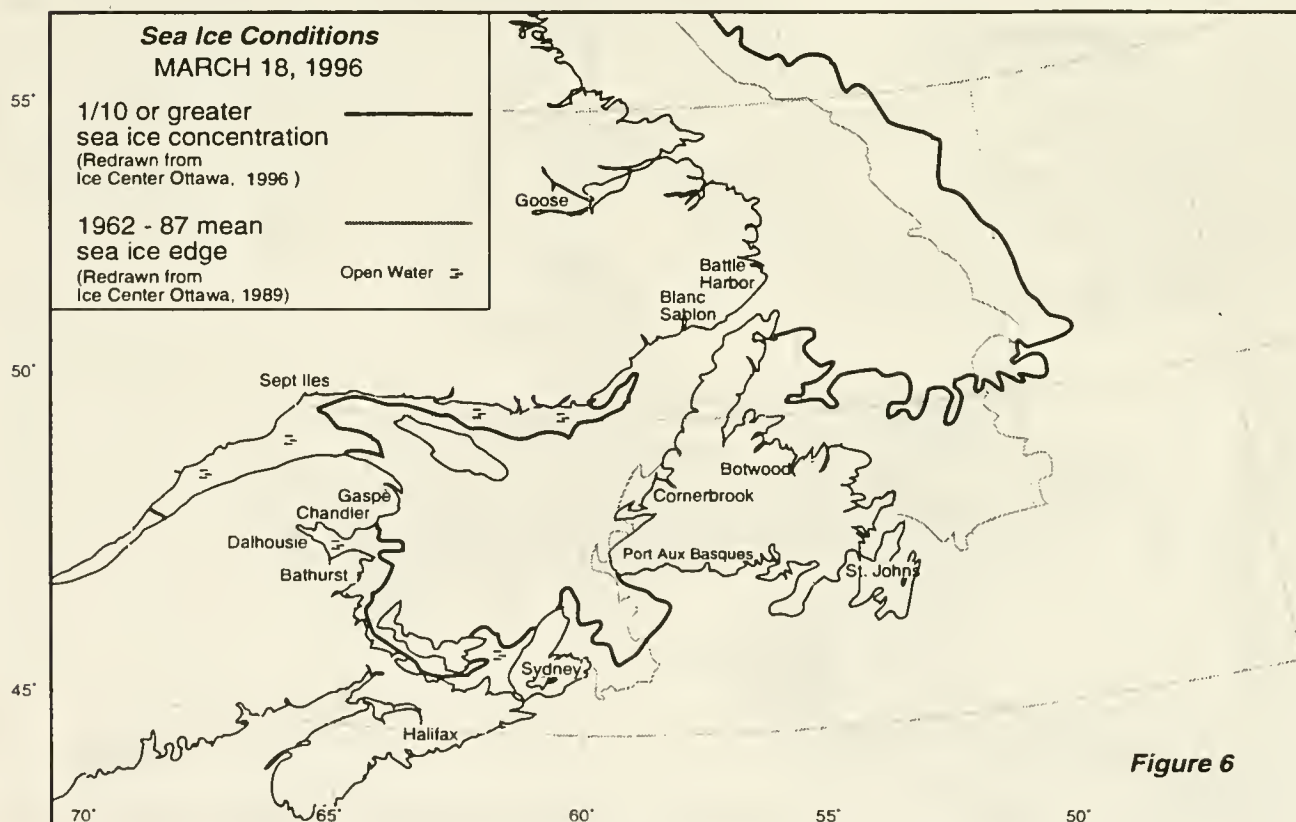 Sea Ice Conditions
MARCH 18, 1996
1/10 or greater
sea ice concentration
(Redrawn from
Ice Center Ottawa, 1996 )
1962 - 87 mean
sea ice edge
(Redrawn from
Ice Center Ottawa, 1989)
Open Water
55°
50°
45°
Goose
Battle
Harbor
Blanc
Sablon
Sept Iles
Gaspè
Chandler
Dalhousie
Bathurst
Botwood
Cornerbrook
Port Aux Basques
St. Johns
Sydney
Halifax
Figure 6
70°
65°
60°
55°
50°